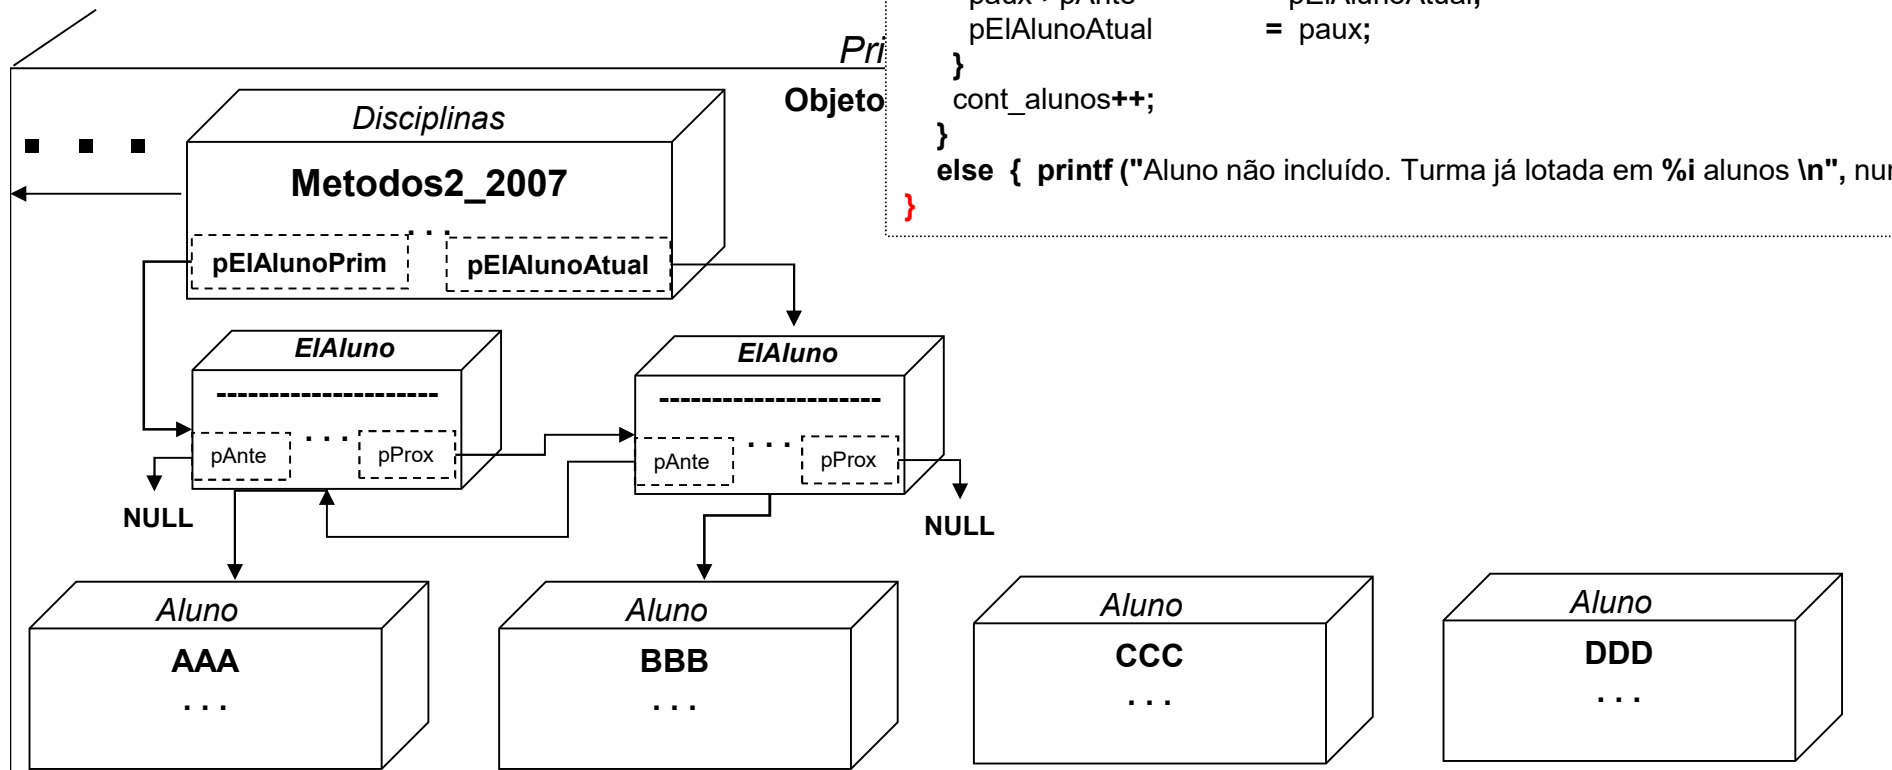 pElAlunoAtual = paux;
}
cont_alunos++;
}
else { printf ("Aluno não incluído. Turma já lotada em %i alunos \n",
}
Pri
Objeto
Disciplinas
Metodos2_2007
. . .
pElAlunoPrim
pElAlunoAtual
ElAluno
---------------------
pAnte
. . .
pProx
NULL
ElAluno
---------------------
pAnte
. . .
pProx
NULL
Aluno
AAA
. . .
Aluno
BBB
. . .
Aluno
CCC
. . .
Aluno
DDD
. . .